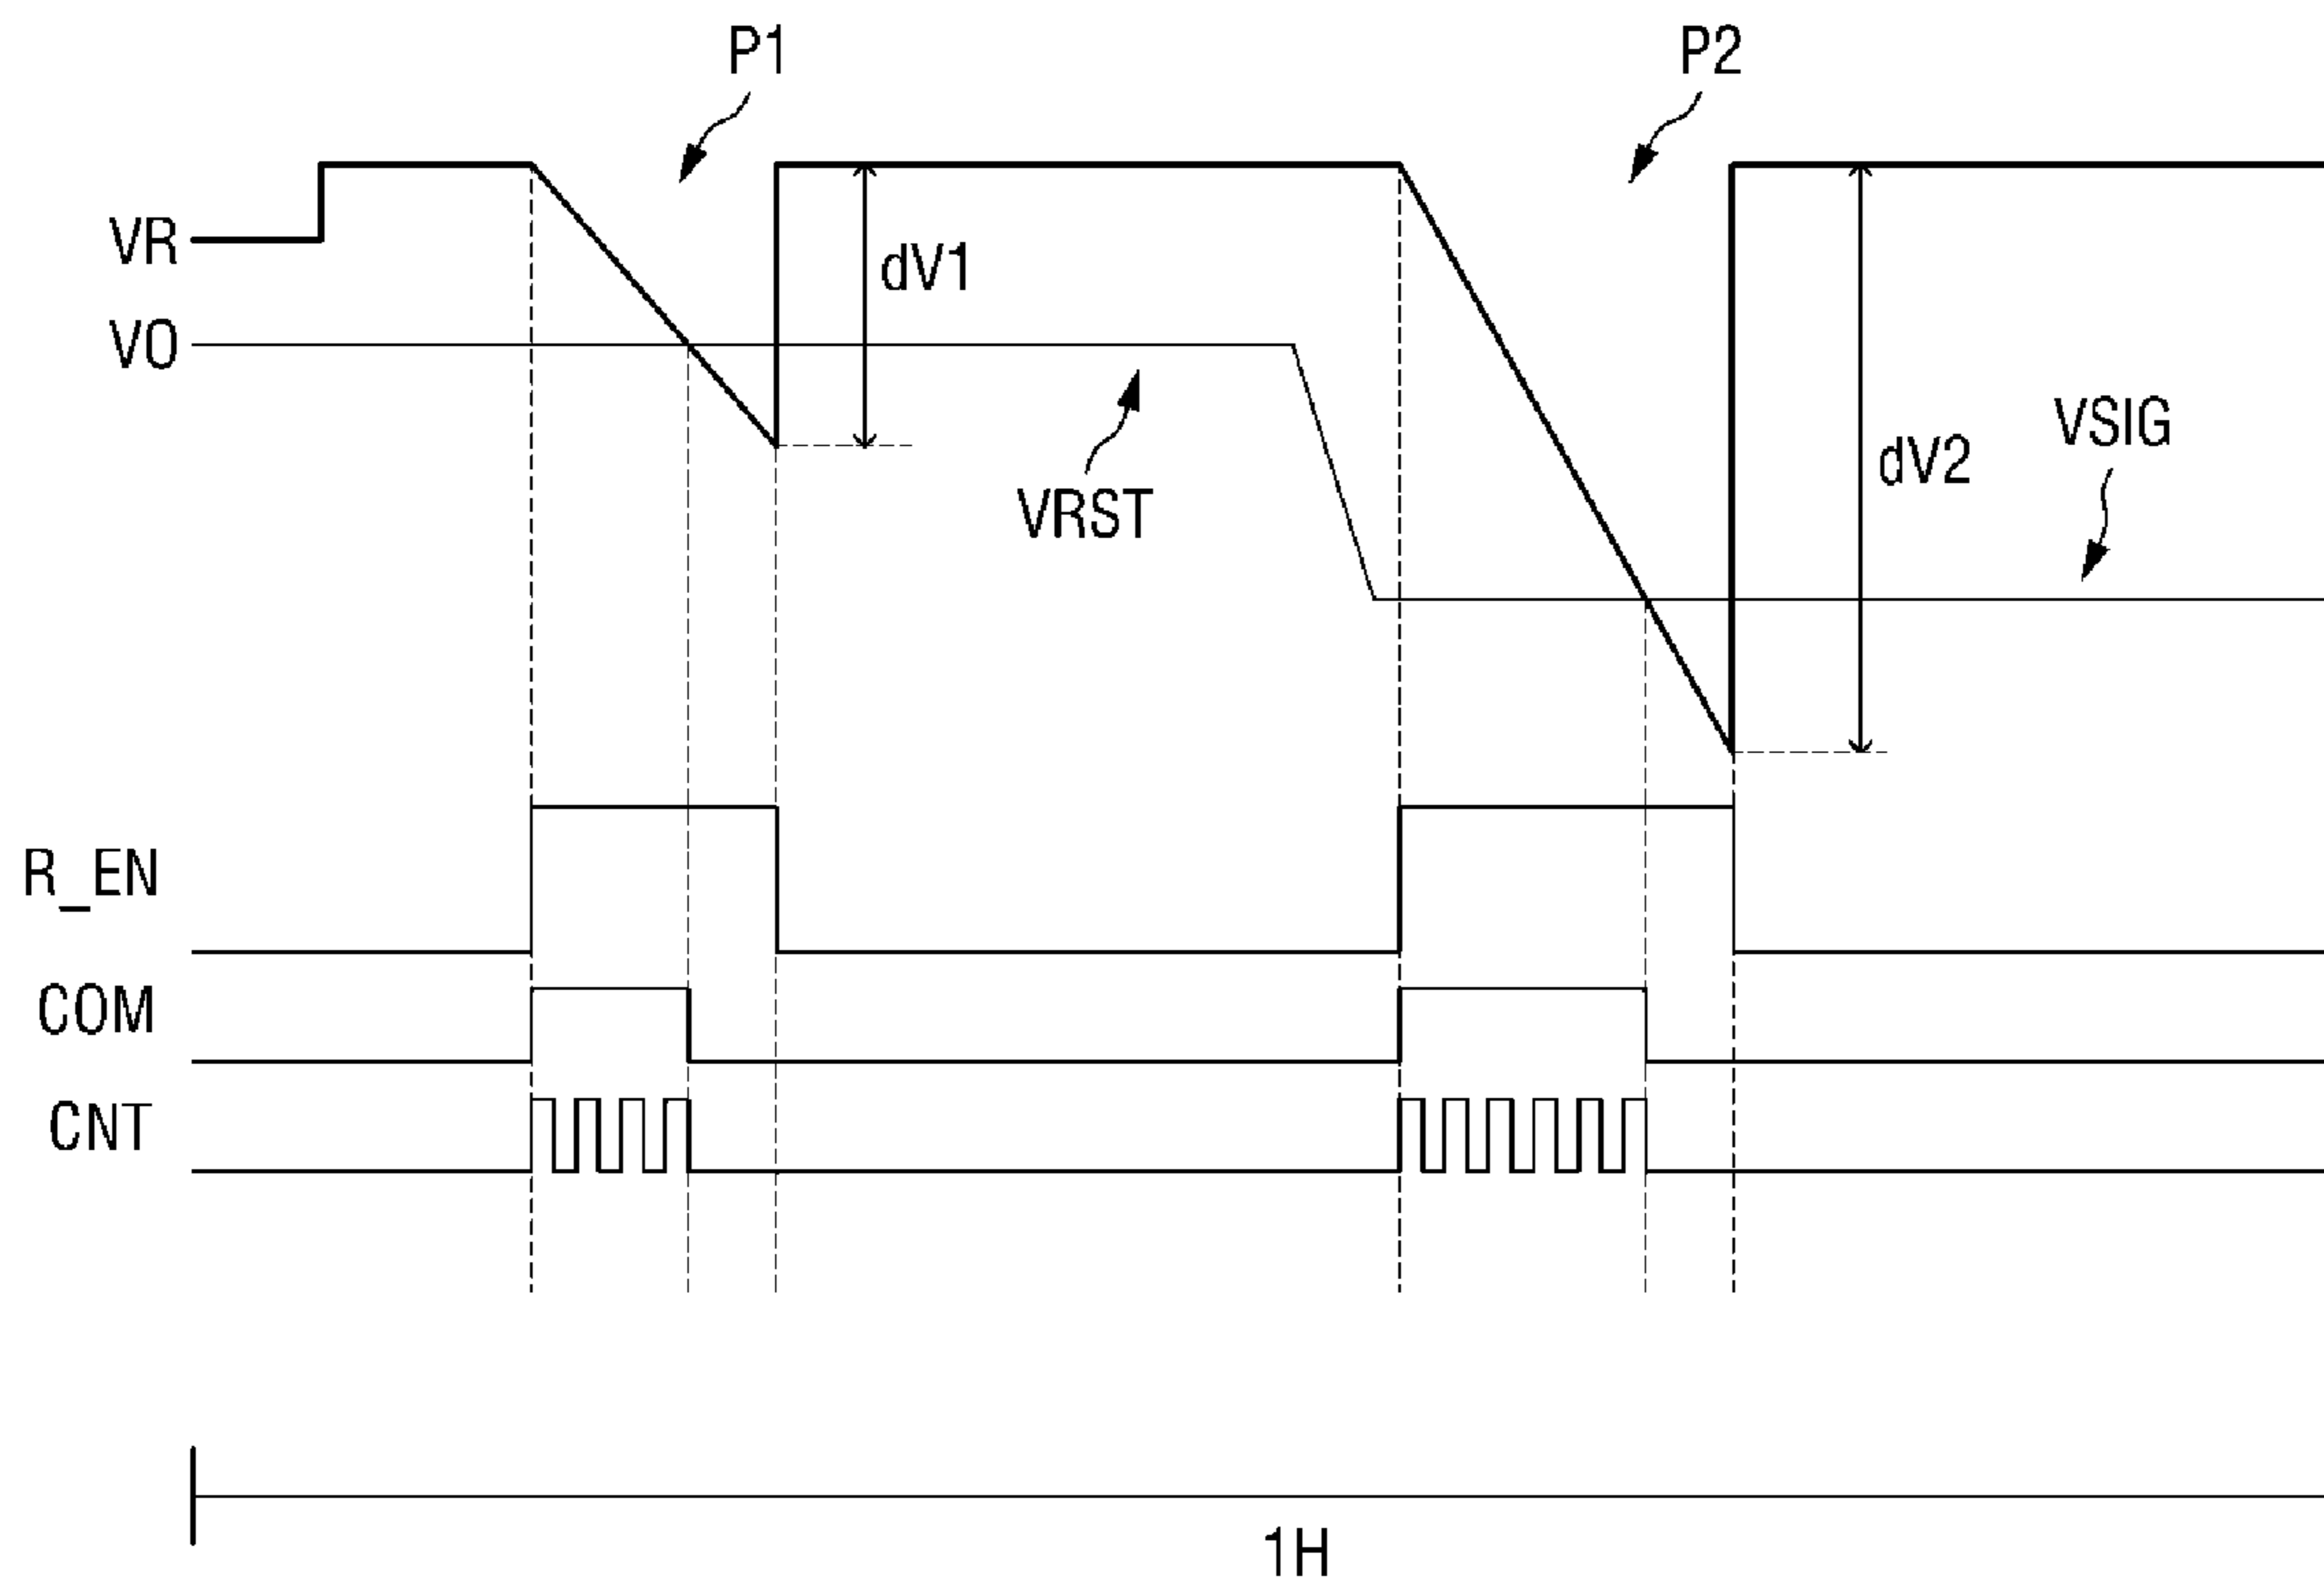 P1
P2
VR
dV1
VO
VSIG
dV2
VRST
R_EN
COM
CNT
1H